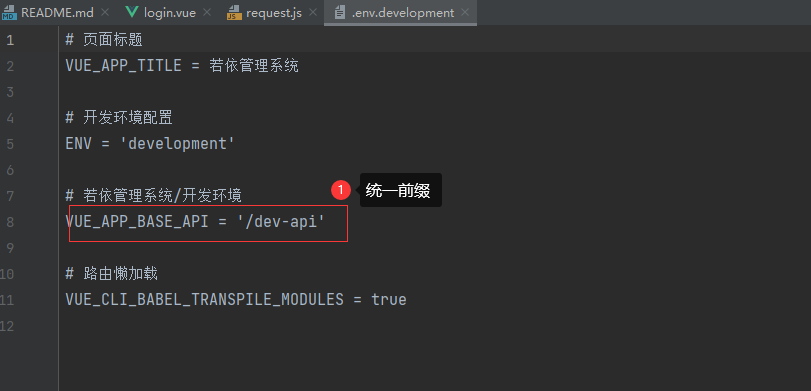 README.md
login.vue
request.js
.env.development
1 # 页面标题
2 VUE_APP_TITLE = 若依管理系统
3
4 # 开发环境配置
5 ENV = 'development'
6
7 # 若依管理系统/开发环境
1 统一前缀
8 VUE_APP_BASE_API = '/dev-api'
9
10 # 路由懒加载
11 VUE_CLI_BABEL_TRANSPILE_MODULES = true
12